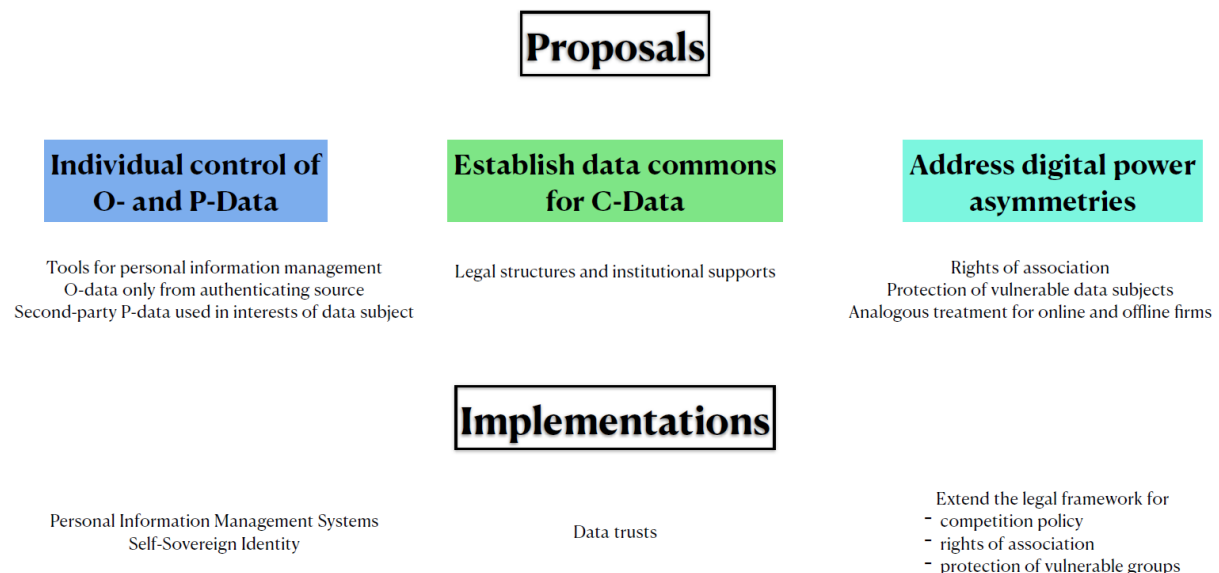 Proposals
Individual control of
O- and P-Data
Tools for personal information management
O-data only from authenticating source
Second-party P-data used in interests of data subject
Establish data commons
for C-Data
Legal structures and institutional supports
Address digital power
asymmetries
Rights of association
Protection of vulnerable data subjects
Analogous treatment for online and offline firms
Implementations
Personal Information Management Systems
Self-Sovereign Identity
Data trusts
Extend the legal framework for
- competition policy
- rights of association
- protection of vulnerable groups